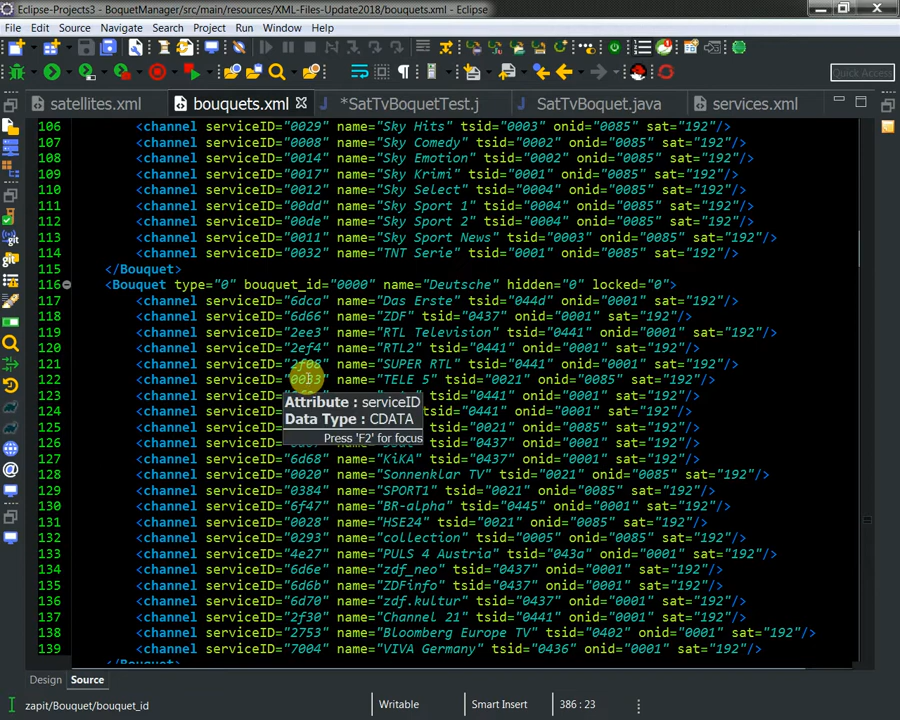 Eclipse-Projects3 - BoquetManager/src/main/resources/XML-Files-Update2018/bouquets.xml - Eclipse
File Edit Source Navigate Search Project Run Window Help
Quick Access
satellites.xml bouquets.xml *SatTvBoquetTest.j SatTvBoquet.java services.xml
106 <channel serviceID="0029" name="Sky Hits" tsid="0003" onid="0085" sat="192"/>
107 <channel serviceID="0008" name="Sky Comedy" tsid="0002" onid="0085" sat="192"/>
108 <channel serviceID="0014" name="Sky Emotion" tsid="0002" onid="0085" sat="192"/>
109 <channel serviceID="0017" name="Sky Krimi" tsid="0001" onid="0085" sat="192"/>
110 <channel serviceID="0012" name="Sky Select" tsid="0004" onid="0085" sat="192"/>
111 <channel serviceID="00dd" name="Sky Sport 1" tsid="0004" onid="0085" sat="192"/>
112 <channel serviceID="00de" name="Sky Sport 2" tsid="0004" onid="0085" sat="192"/>
113 <channel serviceID="0011" name="Sky Sport News" tsid="0003" onid="0085" sat="192"/>
114 <channel serviceID="0032" name="TNT Serie" tsid="0001" onid="0085" sat="192"/>
115 </Bouquet>
116 <Bouquet type="0" bouquet_id="0000" name="Deutsche" hidden="0" locked="0">
117 <channel serviceID="6dca" name="Das Erste" tsid="044d" onid="0001" sat="192"/>
118 <channel serviceID="6d66" name="ZDF" tsid="0437" onid="0001" sat="192"/>
119 <channel serviceID="2ee3" name="RTL Television" tsid="0441" onid="0001" sat="192"/>
120 <channel serviceID="2ef4" name="RTL2" tsid="0441" onid="0001" sat="192"/>
121 <channel serviceID="2f08" name="SUPER RTL" tsid="0441" onid="0001" sat="192"/>
122 <channel serviceID= name="TELE 5" tsid="0021" onid="0085" sat="192"/>
123 <channel serviceID= "0441" onid="0001" sat="192"/>
124 <channel serviceID= "0441" onid="0001" sat="192"/>
125 <channel serviceID= onid="0085" sat="192"/>
126 <channel serviceID= onid="0001" sat="192"/>
Attribute : serviceID
Data Type : CDATA
Press 'F2' for focus
127 <channel serviceID="6d68" name="KiKA" tsid="0437" onid="0001" sat="192"/>
128 <channel serviceID="0020" name="Sonnenklar TV" tsid="0021" onid="0085" sat="192"/>
129 <channel serviceID="0384" name="SPORT1" tsid="0021" onid="0085" sat="192"/>
130 <channel serviceID="6f47" name="BR-alpha" tsid="0445" onid="0001" sat="192"/>
131 <channel serviceID="0028" name="HSE24" tsid="0021" onid="0085" sat="192"/>
132 <channel serviceID="0293" name="collection" tsid="0005" onid="0085" sat="192"/>
133 <channel serviceID="4e27" name="PULS 4 Austria" tsid="043a" onid="0001" sat="192"/>
134 <channel serviceID="6d6e" name="zdf_neo" tsid="0437" onid="0001" sat="192"/>
135 <channel serviceID="6d6b" name="ZDFinfo" tsid="0437" onid="0001" sat="192"/>
136 <channel serviceID="6d70" name="zdf.kultur" tsid="0437" onid="0001" sat="192"/>
137 <channel serviceID="2f30" name="Channel 21" tsid="0441" onid="0001" sat="192"/>
138 <channel serviceID="2753" name="Bloomberg Europe TV" tsid="0402" onid="0001" sat="192"/>
139 <channel serviceID="7004" name="VIVA Germany" tsid="0436" onid="0001" sat="192"/>
</Bouquet>
Design Source
zapit/Bouquet/bouquet_id Writable Smart Insert 386 : 23